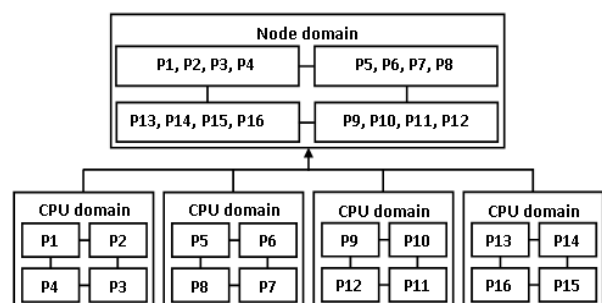 Node domain
P1, P2, P3, P4
P5, P6, P7, P8
P13, P14, P15, P16
P9, P10, P11, P12
CPU domain
P1
P2
P4
P3
CPU domain
P5
P6
P8
P7
CPU domain
P9
P10
P12
P11
CPU domain
P13
P14
P16
P15